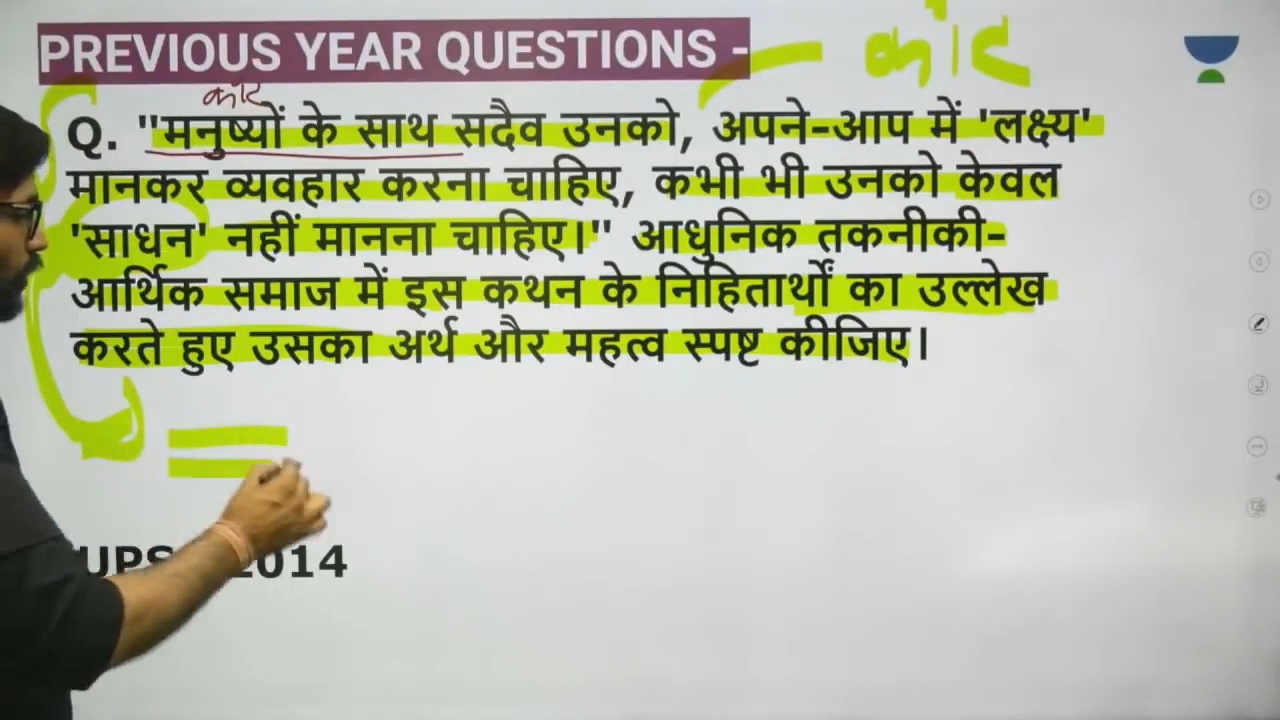 PREVIOUS YEAR QUESTIONS -
कांट
कांट
Q. "मनुष्यों के साथ सदैव उनको, अपने-आप में 'लक्ष्य'
मानकर व्यवहार करना चाहिए, कभी भी उनको केवल
'साधन' नहीं मानना चाहिए।" आधुनिक तकनीकी-
आर्थिक समाज में इस कथन के निहितार्थों का उल्लेख
करते हुए उसका अर्थ और महत्व स्पष्ट कीजिए।
2014